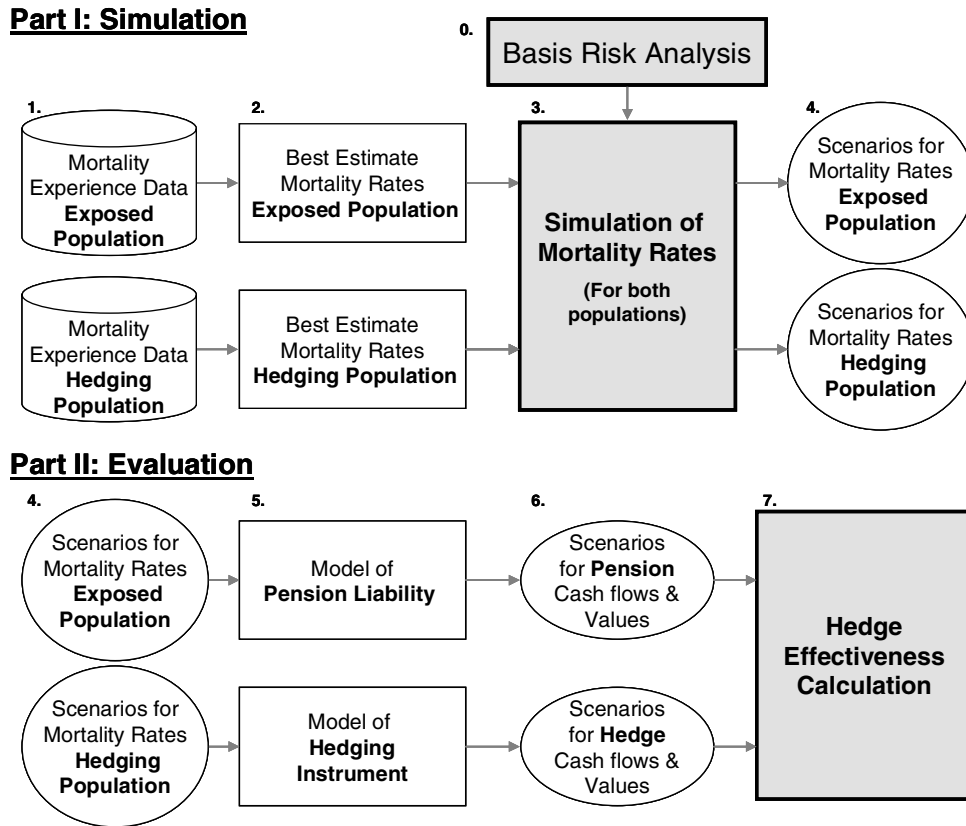 Part I: Simulation
0.
Basis Risk Analysis
1.
Mortality
Experience Data
Exposed
Population
2.
Best Estimate
Mortality Rates
Exposed Population
3.
Simulation of
Mortality Rates
(For both
populations)
4.
Scenarios for
Mortality Rates
Exposed
Population
Mortality
Experience Data
Hedging
Population
Best Estimate
Mortality Rates
Hedging Population
Scenarios for
Mortality Rates
Hedging
Population
Part II: Evaluation
4.
Scenarios for
Mortality Rates
Exposed
Population
5.
Model of
Pension Liability
6.
Scenarios
for Pension
Cash flows &
Values
7.
Hedge
Effectiveness
Calculation
Scenarios for
Mortality Rates
Hedging
Population
Model of
Hedging
Instrument
Scenarios
for Hedge
Cash flows &
Values